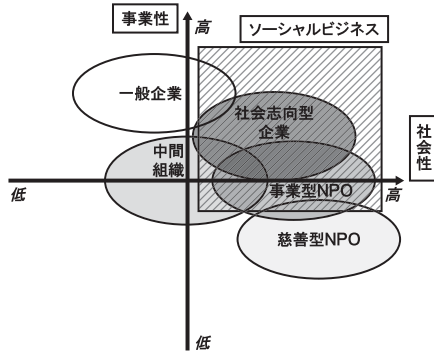 事業性
高
ソーシャルビジネス
一般企業
社会志向型
企業
社会性
中間
組織
低
事業型NPO
高
慈善型NPO
低